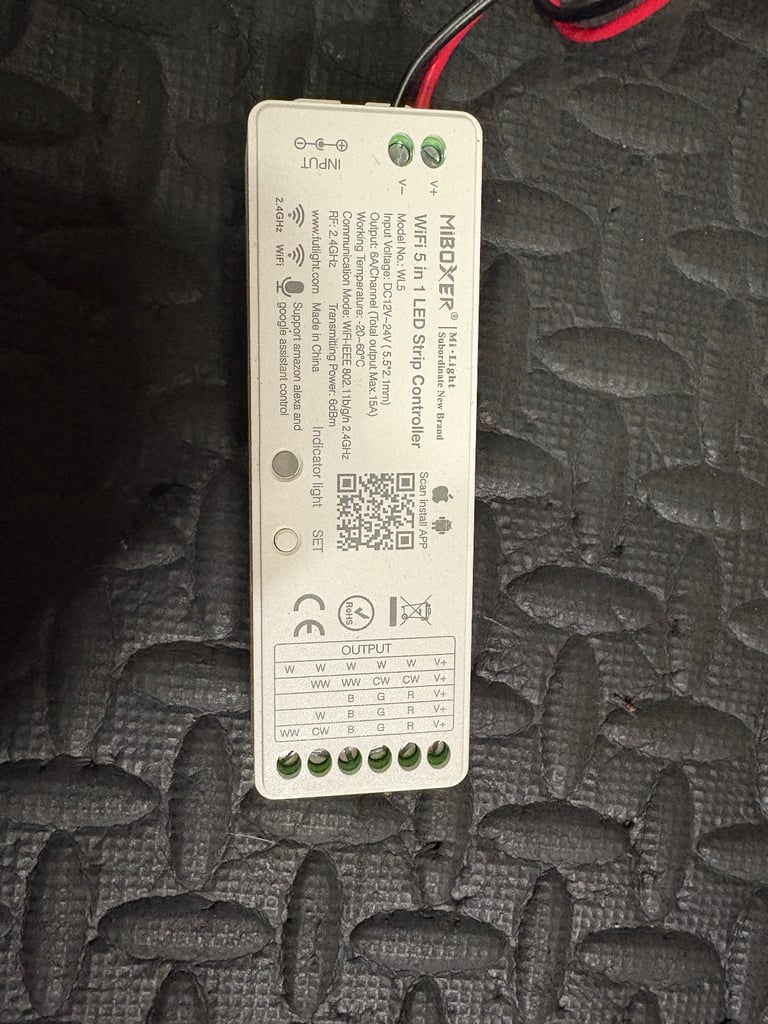 MiBOXER® | Mi·Light
Subordinate New Brand
WiFi 5 in 1 LED Strip Controller
Model No.: WL5
Input Voltage: DC12V~24V ( 5.5*2.1mm)
Output: 6A/Channel (Total output Max.15A)
Working Temperature: -20~60°C
Communication Mode: WiFi-IEEE 802.11b/g/n 2.4GHz
RF: 2.4GHz Transmitting Power: 6dBm
www.futlight.com Made in China
2.4GHz WiFi Support amazon alexa and
google assistant control
V+
V−
INPUT
Scan install APP
Indicator light SET
CE
RoHS
OUTPUT
W W W W W V+
WW WW CW CW V+
B G R V+
W B G R V+
WW CW B G R V+